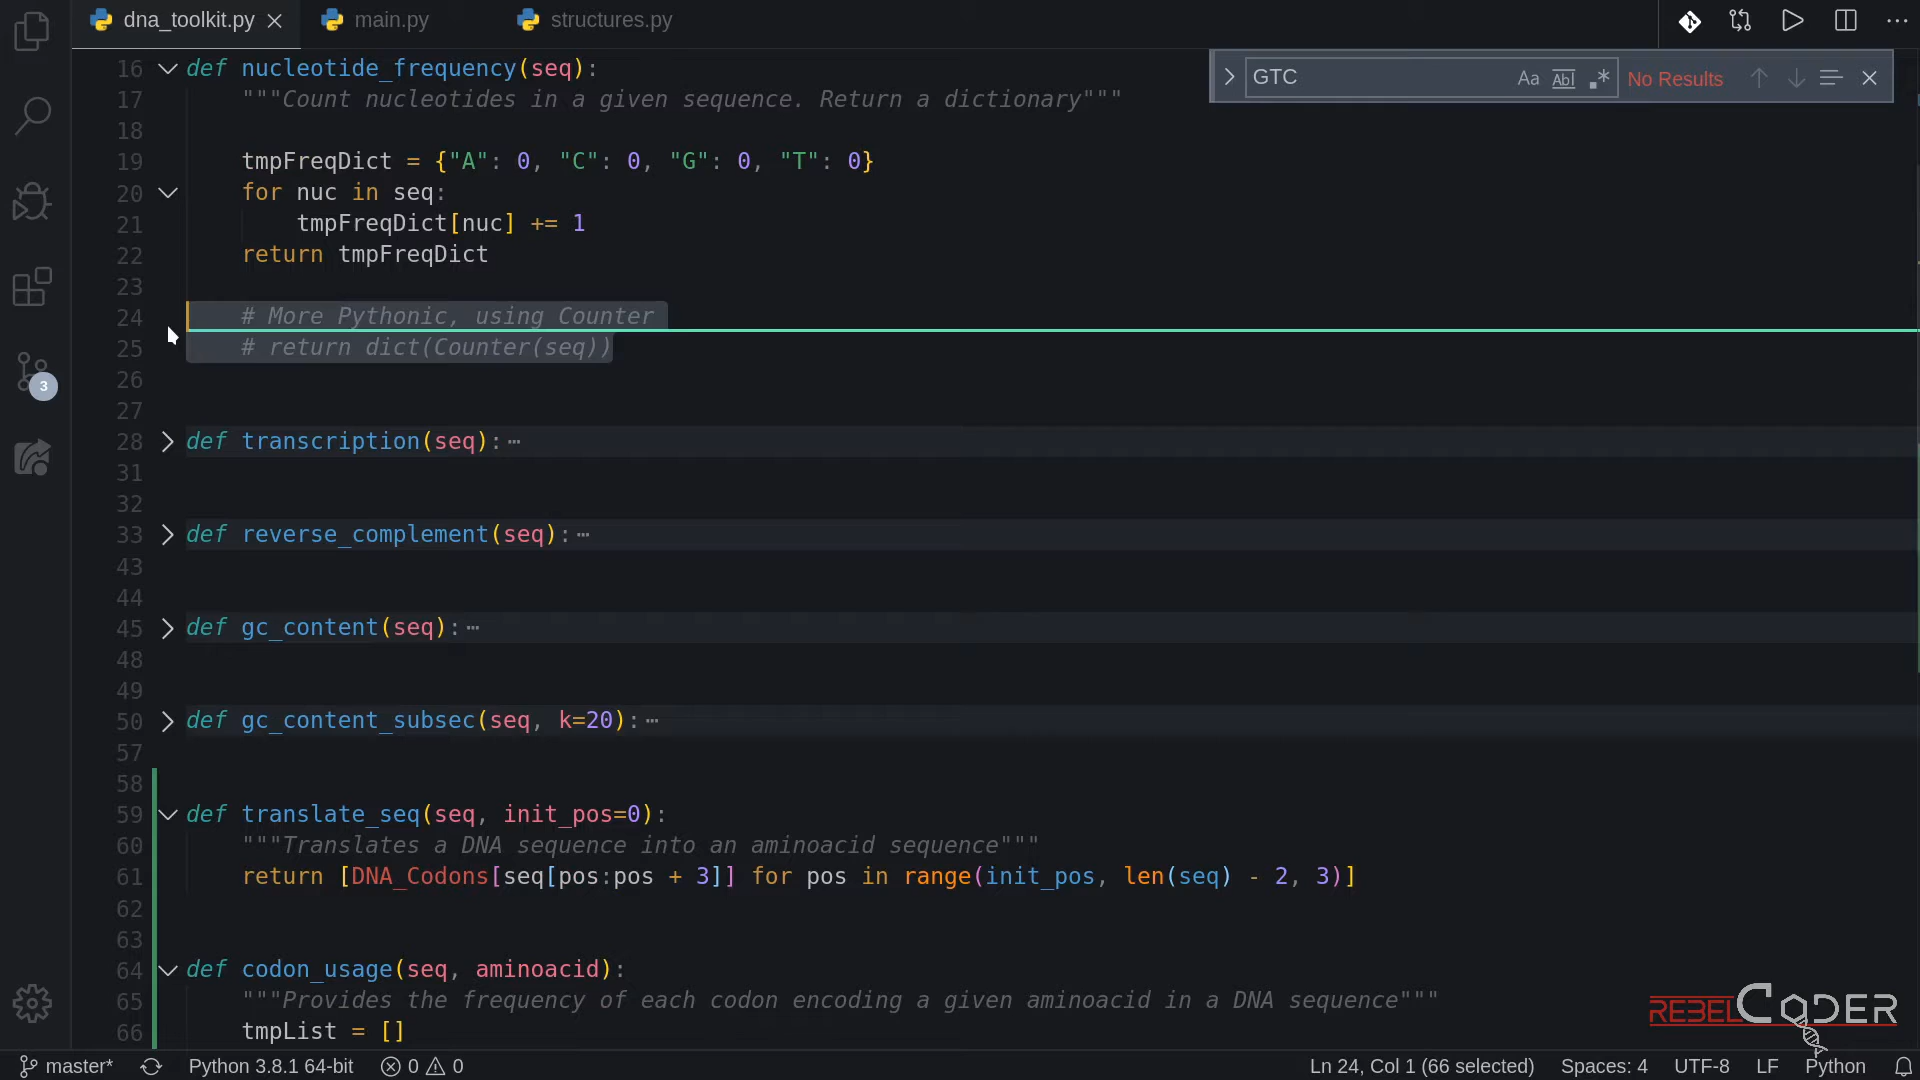 dna_toolkit.py
main.py
structures.py
GTC
Aa
Abl
.*
No Results
16 def nucleotide_frequency(seq):
17 """Count nucleotides in a given sequence. Return a dictionary"""
18
19 tmpFreqDict = {"A": 0, "C": 0, "G": 0, "T": 0}
20 for nuc in seq:
21 tmpFreqDict[nuc] += 1
22 return tmpFreqDict
23
24 # More Pythonic, using Counter
25 # return dict(Counter(seq))
26
27
28 def transcription(seq):⋯
31
32
33 def reverse_complement(seq):⋯
43
44
45 def gc_content(seq):⋯
48
49
50 def gc_content_subsec(seq, k=20):⋯
57
58
59 def translate_seq(seq, init_pos=0):
60 """Translates a DNA sequence into an aminoacid sequence"""
61 return [DNA_Codons[seq[pos:pos + 3]] for pos in range(init_pos, len(seq) - 2, 3)]
62
63
64 def codon_usage(seq, aminoacid):
65 """Provides the frequency of each codon encoding a given aminoacid in a DNA sequence"""
66 tmpList = []
3
REBELCODER
master* Python 3.8.1 64-bit 0 0 Ln 24, Col 1 (66 selected) Spaces: 4 UTF-8 LF Python